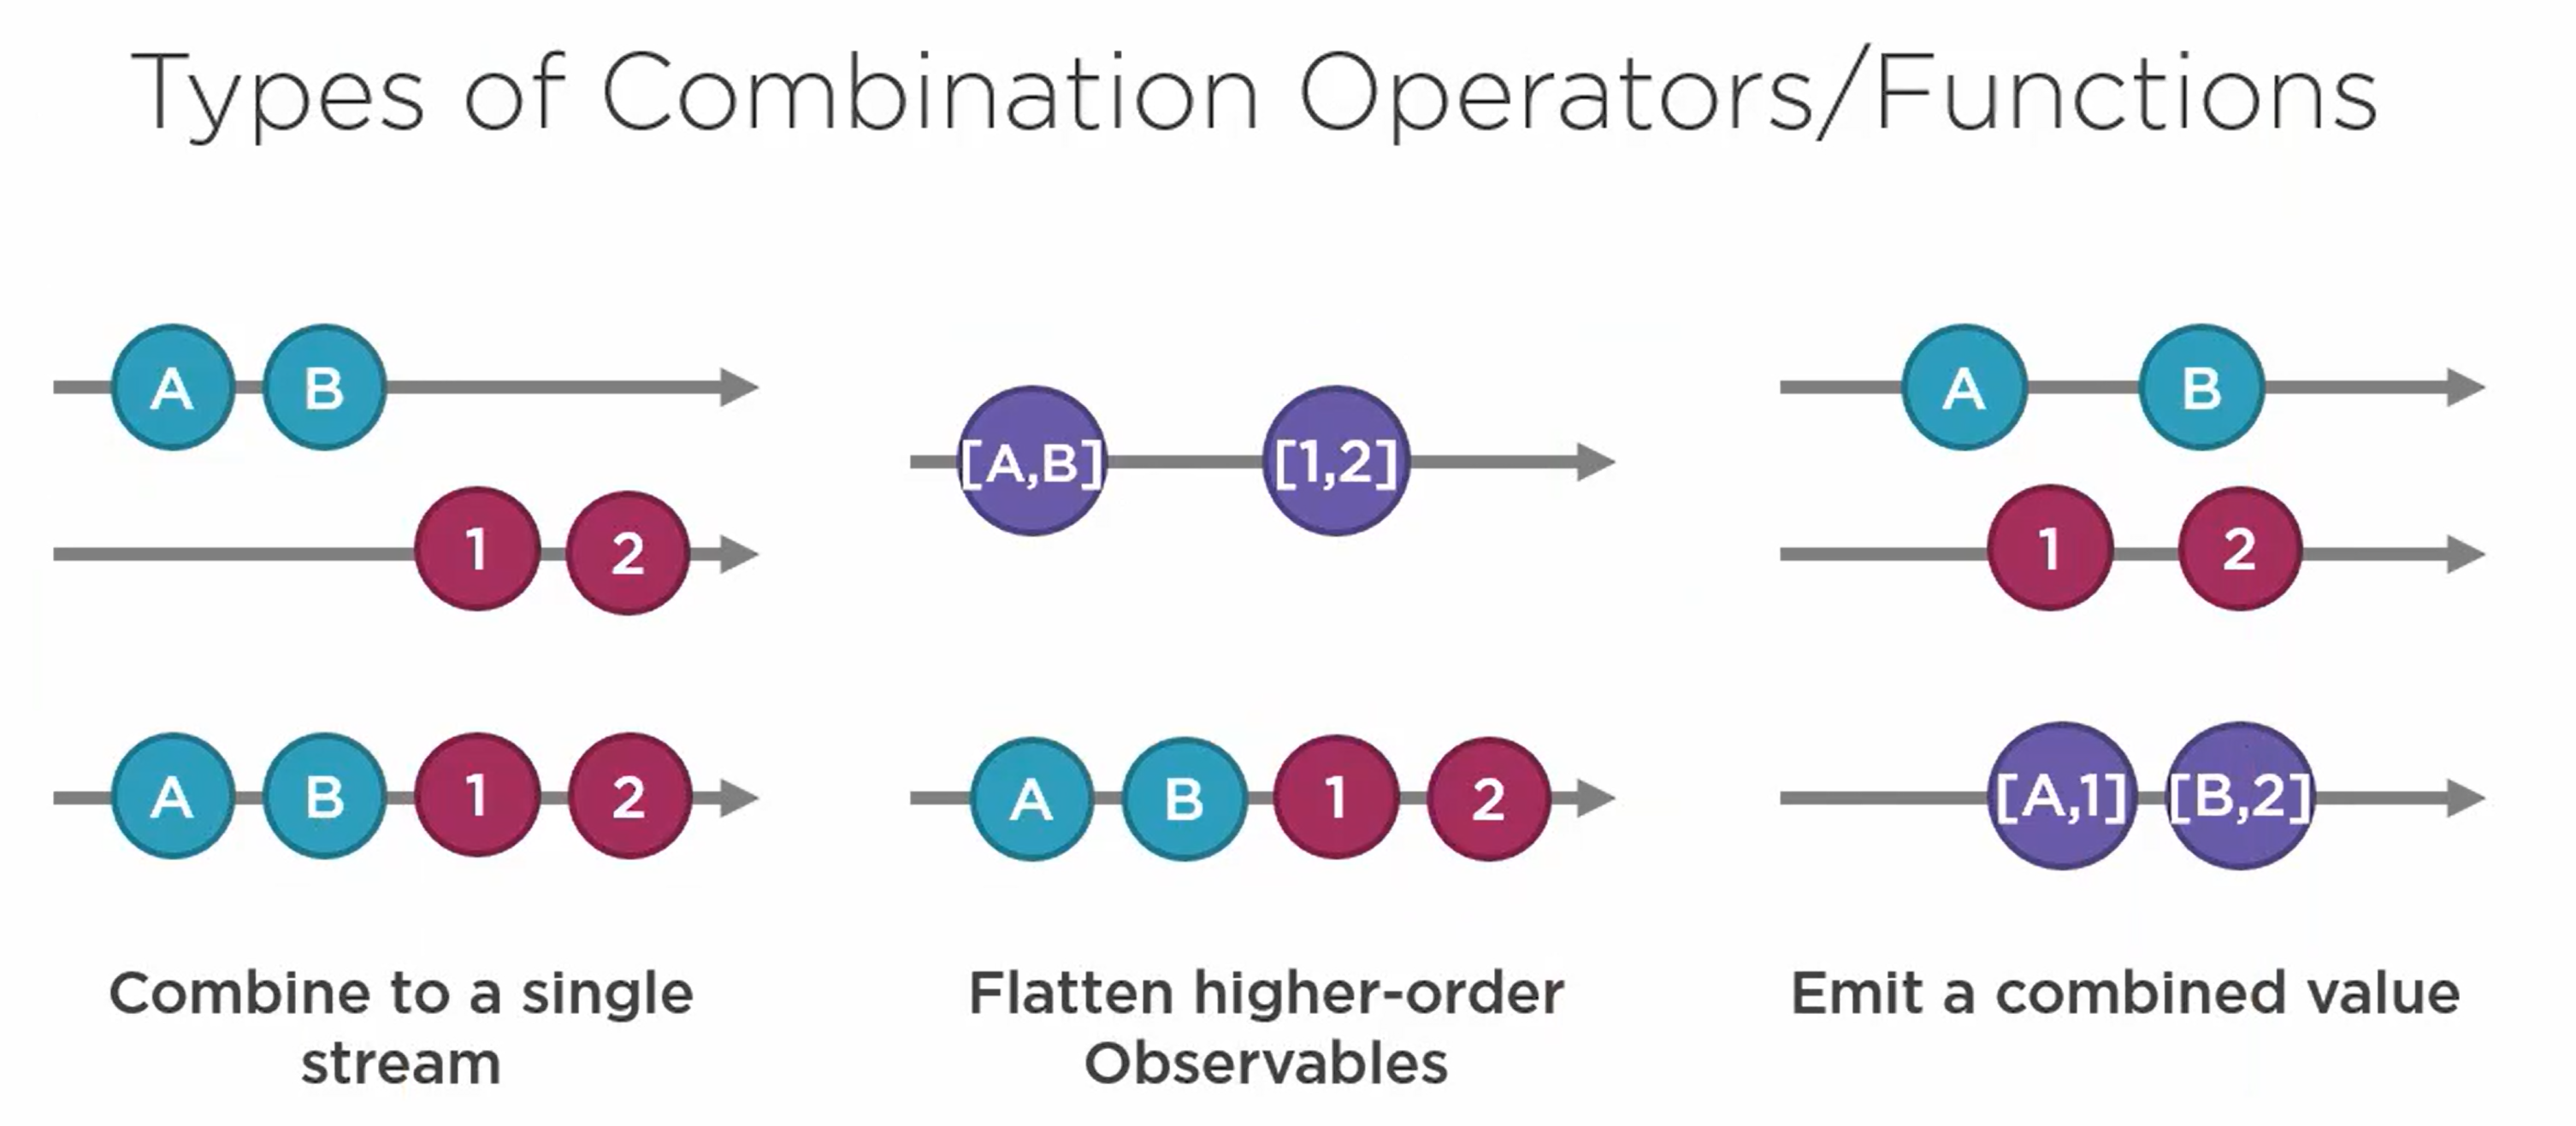 Types of Combination Operators/Functions
A B
1 2
A B 1 2
Combine to a single
stream
[A,B] [1,2]
A B 1 2
Flatten higher-order
Observables
A B
1 2
[A,1] [B,2]
Emit a combined value